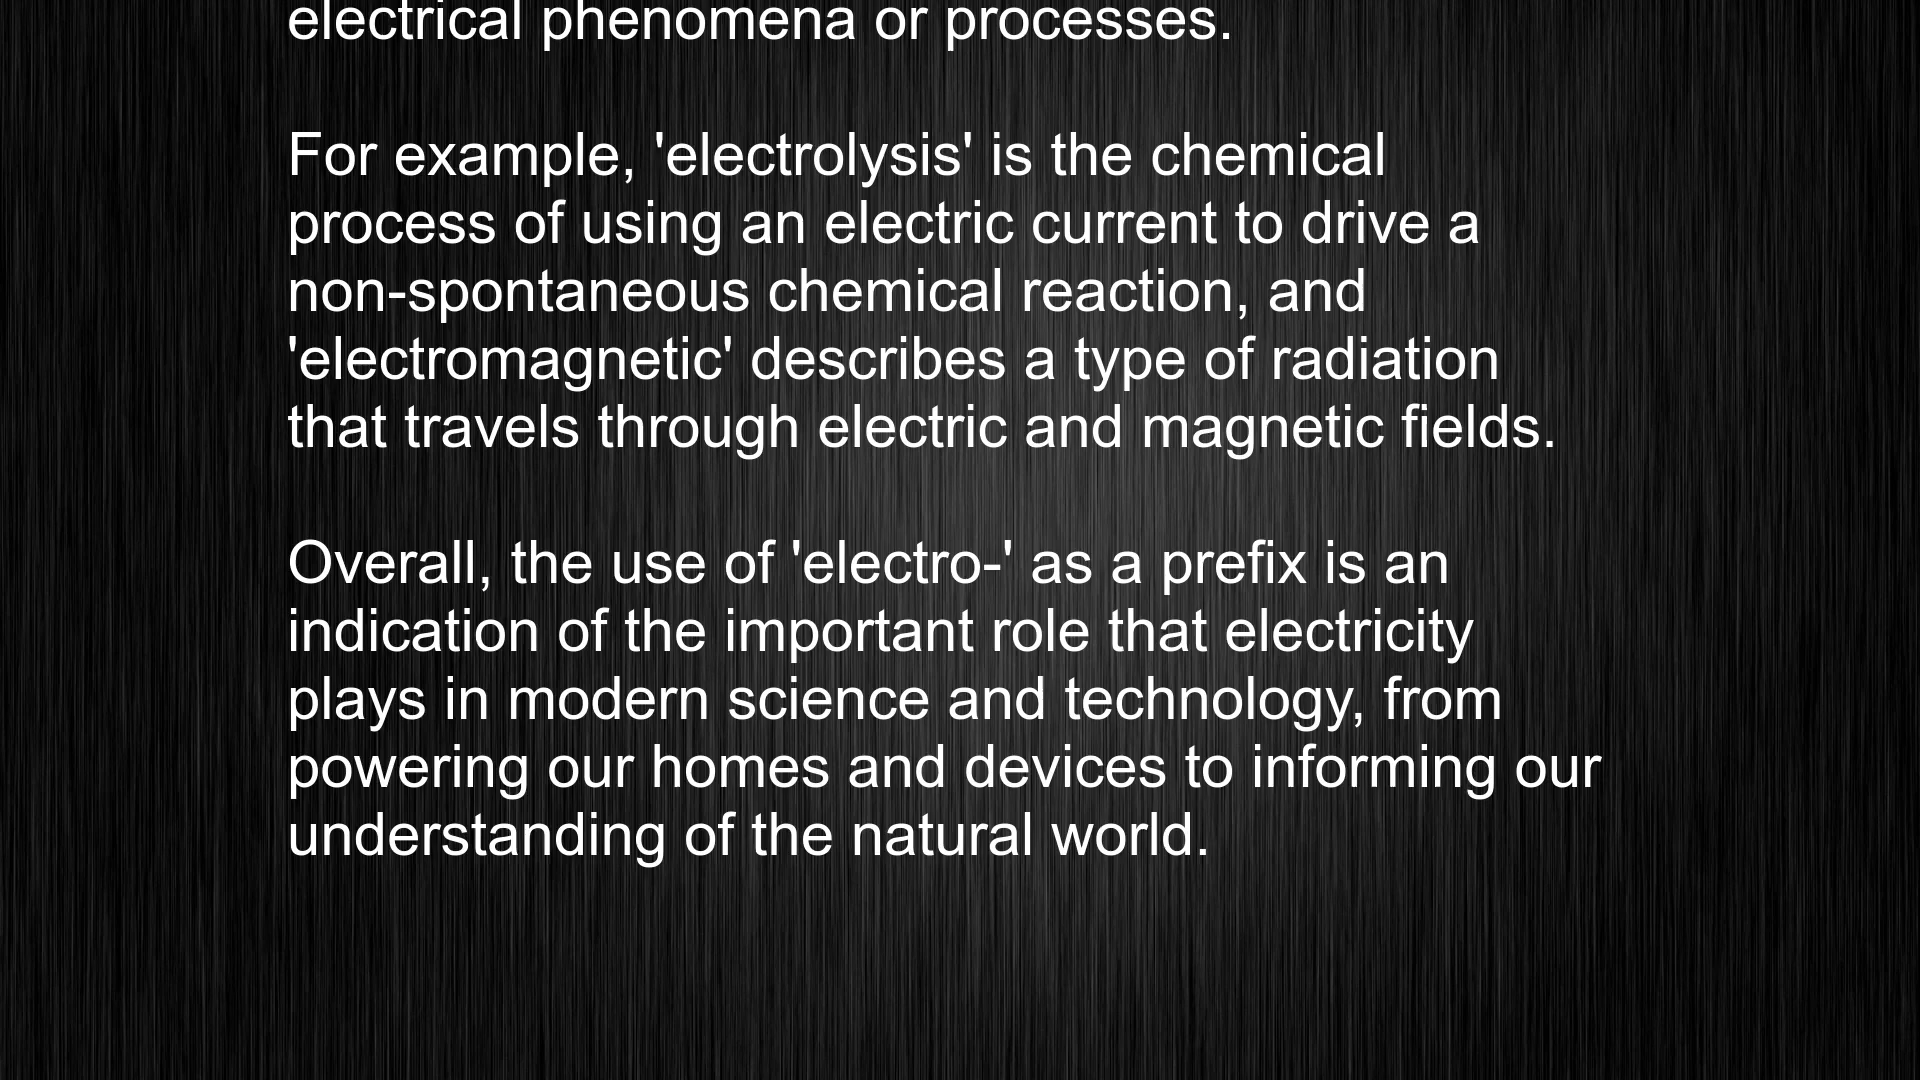 electrical phenomena or processes.
For example, 'electrolysis' is the chemical
process of using an electric current to drive a
non-spontaneous chemical reaction, and
'electromagnetic' describes a type of radiation
that travels through electric and magnetic fields.
Overall, the use of 'electro-' as a prefix is an
indication of the important role that electricity
plays in modern science and technology, from
powering our homes and devices to informing our
understanding of the natural world.